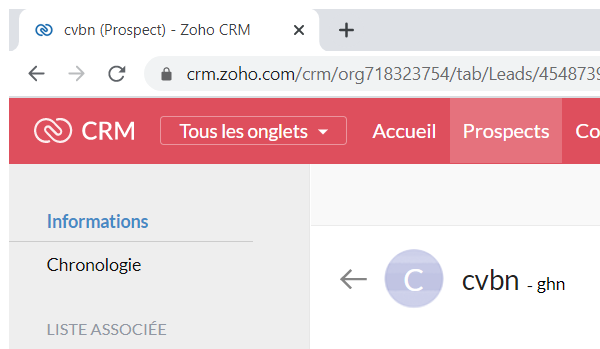 cvbn (Prospect) - Zoho CRM
crm.zoho.com/crm/org718323754/tab/Leads/454873
CRM Tous les onglets Accueil Prospects Co
Informations
Chronologie
C cvbn - ghn
LISTE ASSOCIÉE